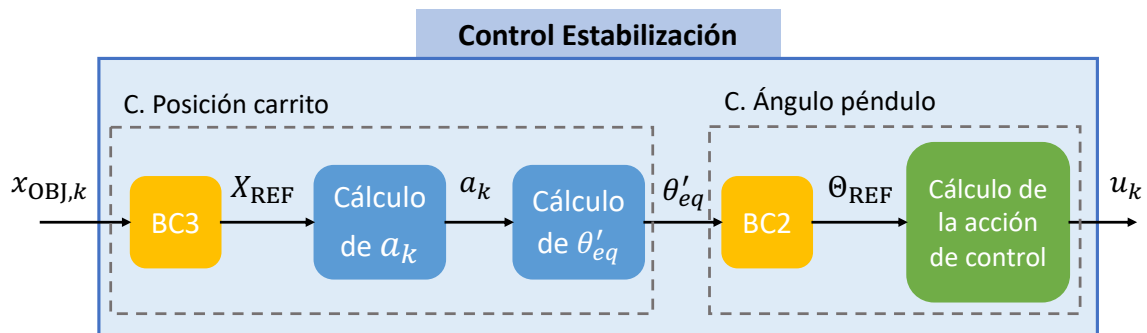 Control Estabilización
C. Posición carrito
C. Ángulo péndulo
x_OBJ,k
BC3
X_REF
Cálculo
de a_k
a_k
Cálculo
de θ'_eq
θ'_eq
BC2
Θ_REF
Cálculo de
la acción
de control
u_k